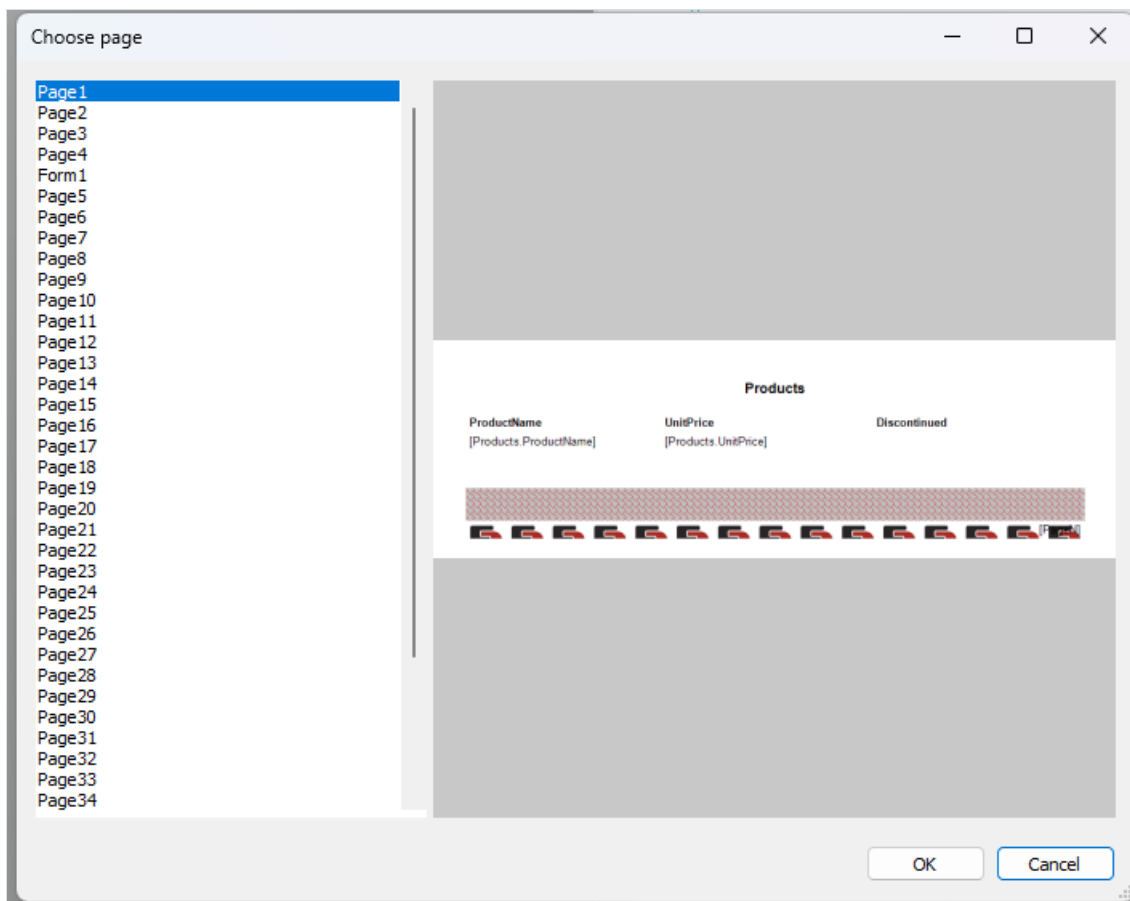 Choose page
Page1
Page2
Page3
Page4
Form1
Page5
Page6
Page7
Page8
Page9
Page10
Page11
Page12
Page13
Page14
Page15
Page16
Page17
Page18
Page19
Page20
Page21
Page22
Page23
Page24
Page25
Page26
Page27
Page28
Page29
Page30
Page31
Page32
Page33
Page34
Products
ProductName UnitPrice Discontinued
[Products.ProductName] [Products.UnitPrice]
OK Cancel